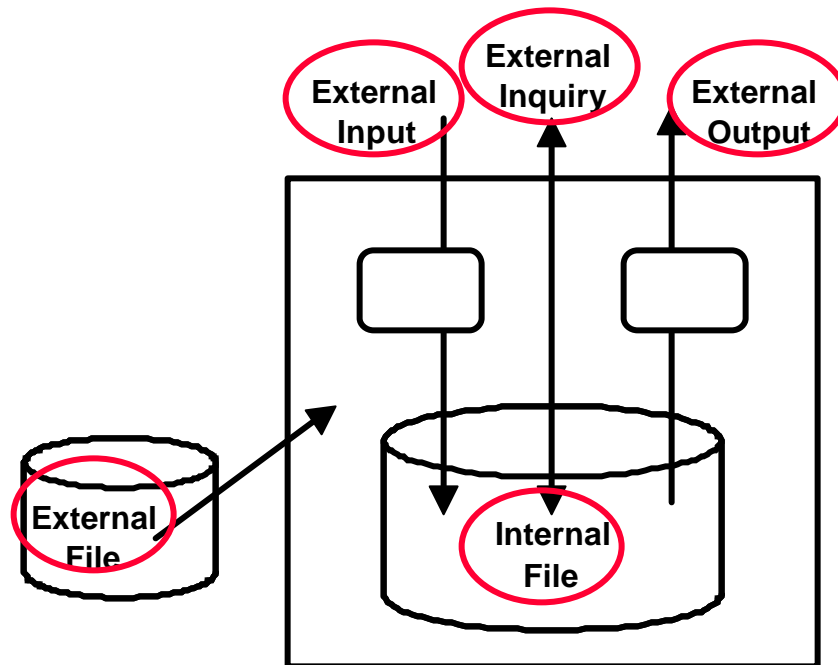 External
Input
External
Inquiry
External
Output
External
File
Internal
File